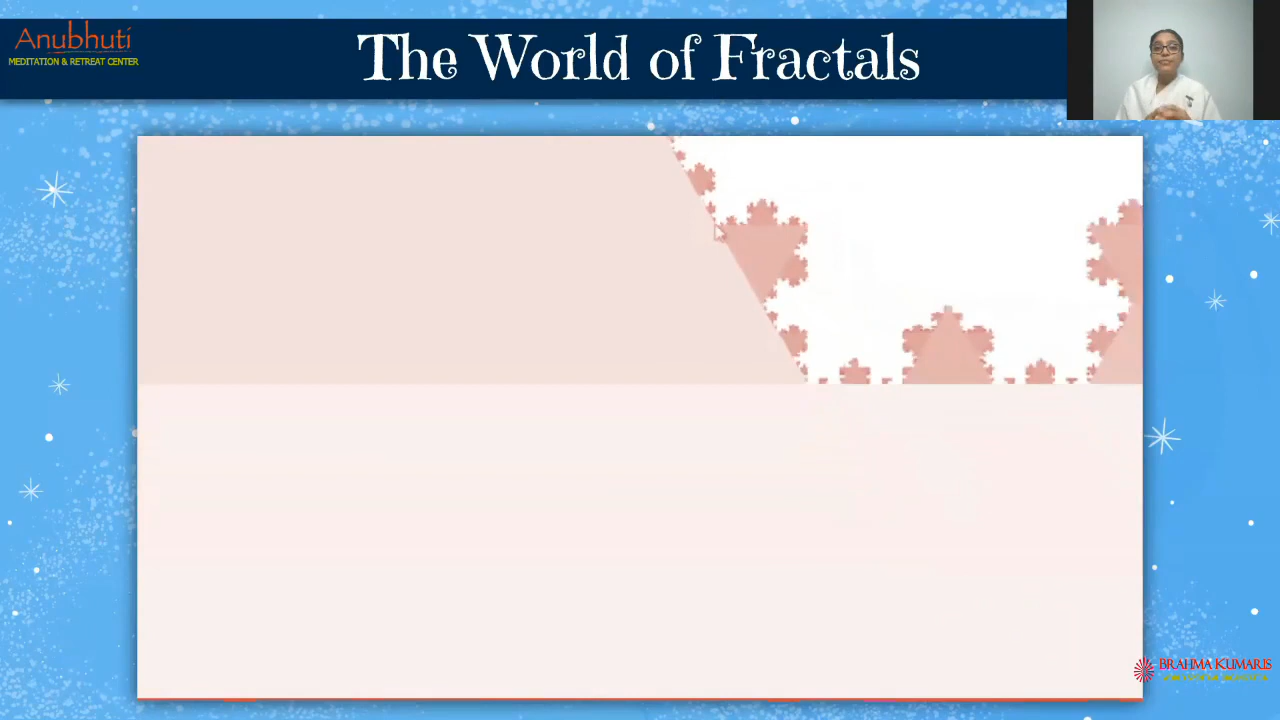 Anubhuti
MEDITATION & RETREAT CENTER
The World of Fractals
BRAHMA KUMARIS